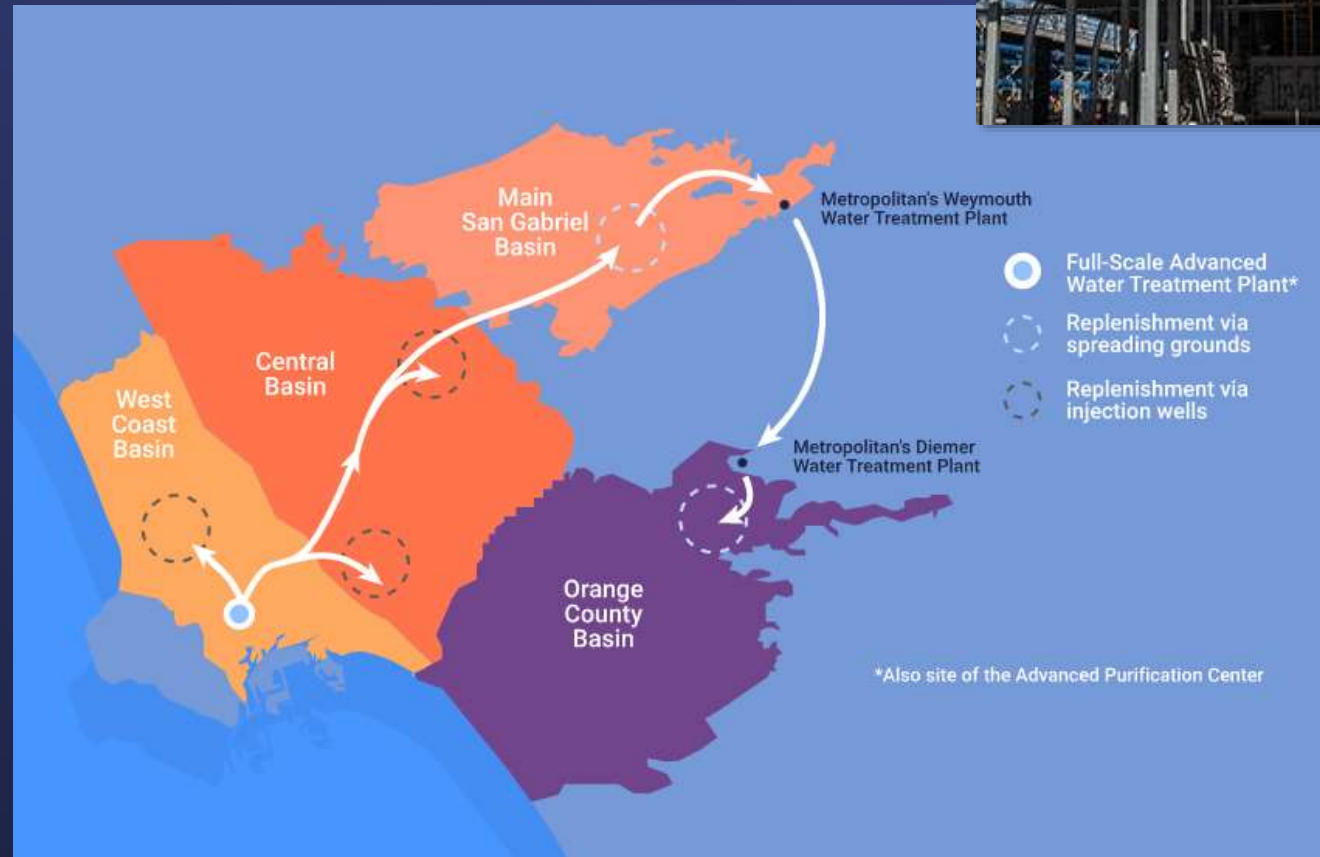 Main
San Gabriel
Basin
Metropolitan's Weymouth
Water Treatment Plant
Full-Scale Advanced
Water Treatment Plant*
Replenishment via
spreading grounds
Replenishment via
injection wells
Central
Basin
West
Coast
Basin
Metropolitan's Diemer
Water Treatment Plant
Orange
County
Basin
*Also site of the Advanced Purification Center